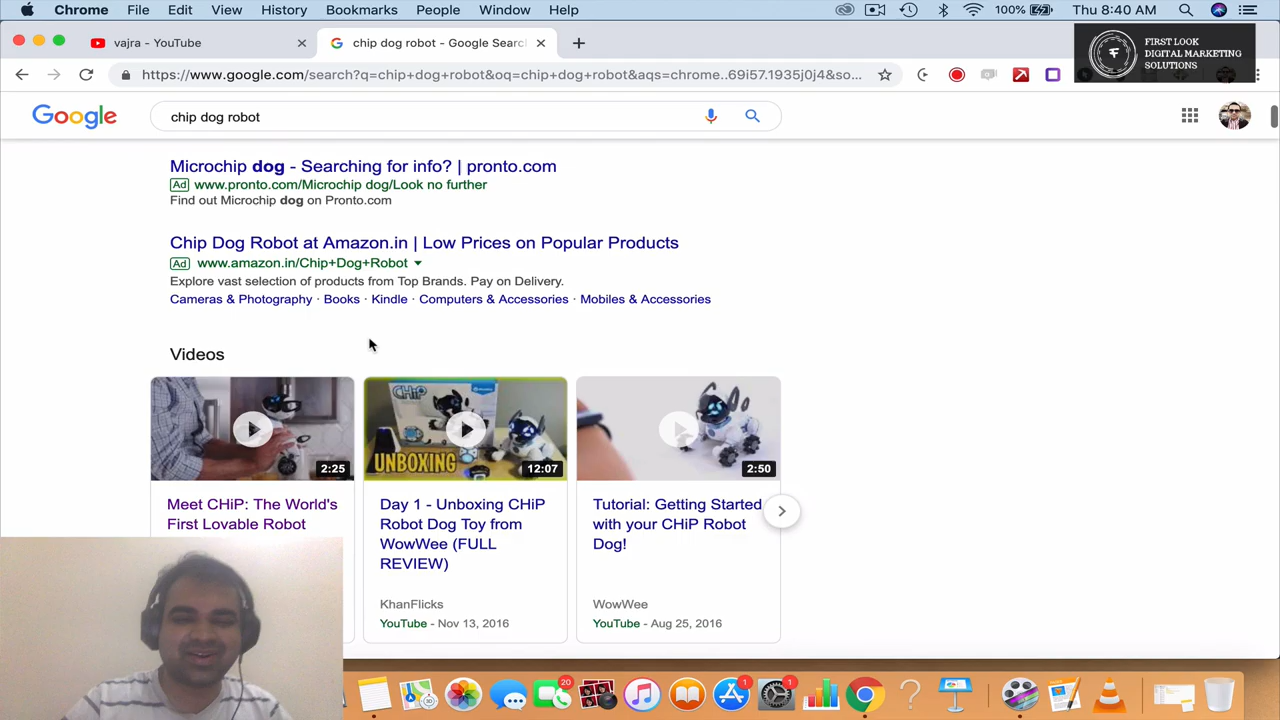 Chrome File Edit View History Bookmarks People Window Help 100% Thu 8:40 AM
vajra - YouTube
chip dog robot - Google Search
FIRST LOOK
DIGITAL MARKETING
SOLUTIONS
https://www.google.com/search?q=chip+dog+robot&oq=chip+dog+robot&aqs=chrome..69i57.1935j0j4&so...
Google
chip dog robot
Microchip dog - Searching for info? | pronto.com
Ad www.pronto.com/Microchip dog/Look no further
Find out Microchip dog on Pronto.com
Chip Dog Robot at Amazon.in | Low Prices on Popular Products
Ad www.amazon.in/Chip+Dog+Robot
Explore vast selection of products from Top Brands. Pay on Delivery.
Cameras & Photography · Books · Kindle · Computers & Accessories · Mobiles & Accessories
Videos
2:25
CHiP
UNBOXING
12:07
2:50
Meet CHiP: The World's
First Lovable Robot
Day 1 - Unboxing CHiP
Robot Dog Toy from
WowWee (FULL
REVIEW)
KhanFlicks
YouTube - Nov 13, 2016
Tutorial: Getting Started
with your CHiP Robot
Dog!
WowWee
YouTube - Aug 25, 2016
20
1
1